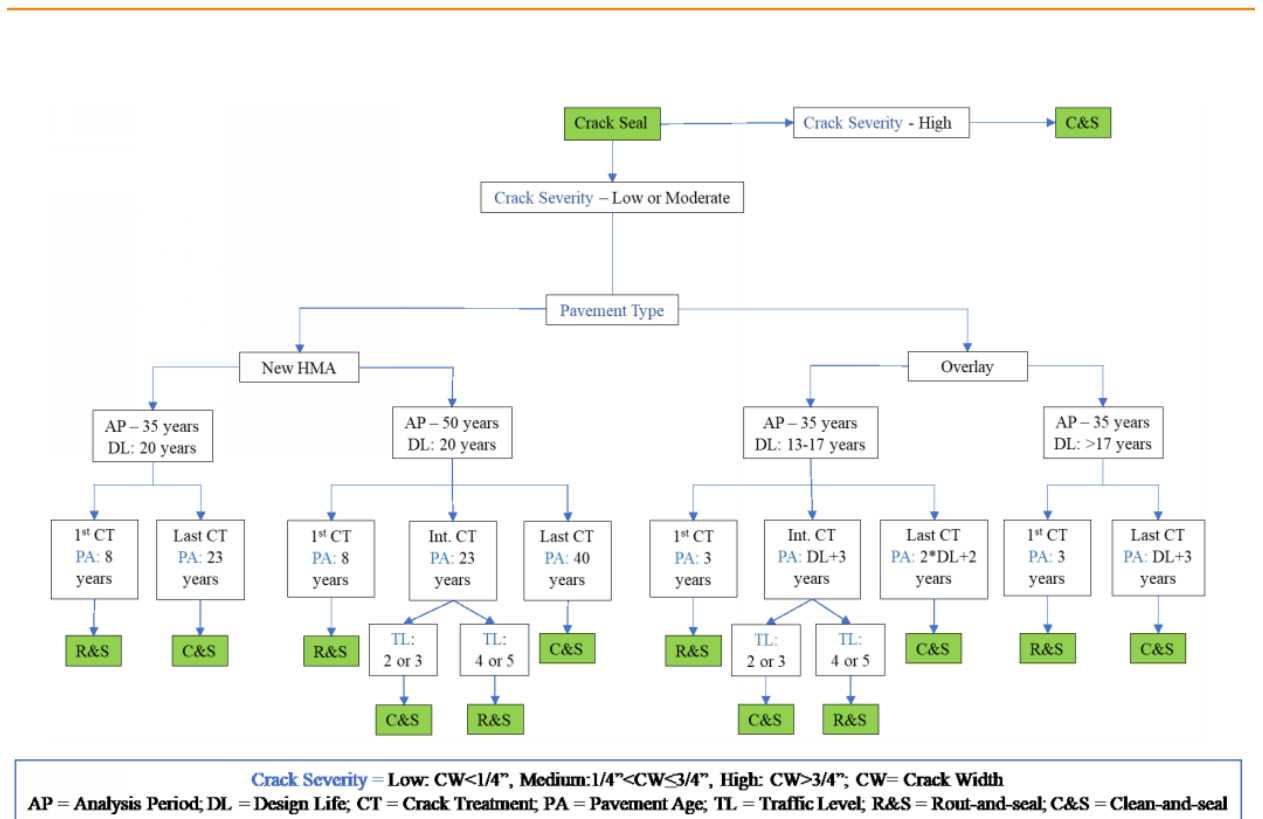 Crack Seal
Crack Severity - High
C&S
Crack Severity – Low or Moderate
Pavement Type
New HMA
Overlay
AP – 35 years
DL: 20 years
AP – 50 years
DL: 20 years
AP – 35 years
DL: 13-17 years
AP – 35 years
DL: >17 years
1st CT
PA: 8
years
Last CT
PA: 23
years
1st CT
PA: 8
years
Int. CT
PA: 23
years
Last CT
PA: 40
years
1st CT
PA: 3
years
Int. CT
PA: DL+3
years
Last CT
PA: 2*DL+2
years
1st CT
PA: 3
years
Last CT
PA: DL+3
years
R&S
C&S
R&S
TL:
2 or 3
TL:
4 or 5
C&S
R&S
TL:
2 or 3
TL:
4 or 5
C&S
R&S
C&S
C&S
R&S
C&S
R&S
Crack Severity = Low: CW<1/4”, Medium:1/4”<CW≤3/4”, High: CW>3/4”; CW= Crack Width
AP = Analysis Period; DL = Design Life; CT = Crack Treatment; PA = Pavement Age; TL = Traffic Level; R&S = Rout-and-seal; C&S = Clean-and-seal